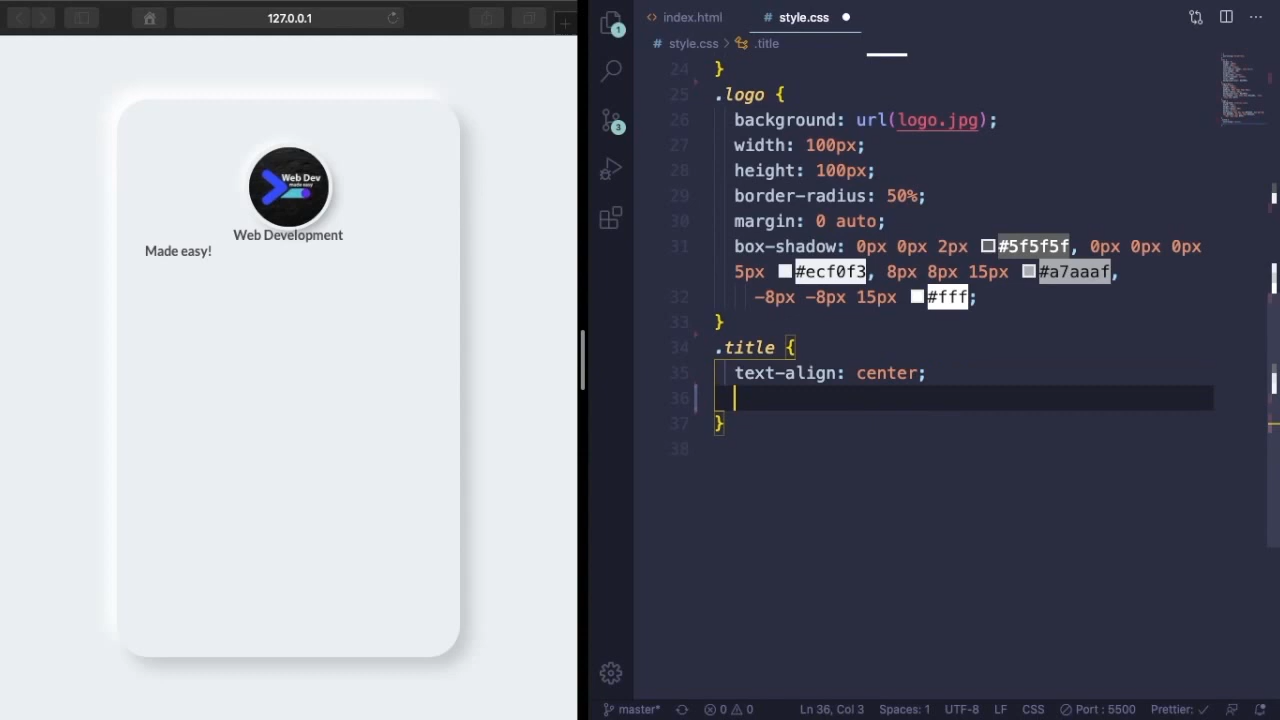 127.0.0.1
Web Dev
made easy
Web Development
Made easy!
1
3
index.html
# style.css
# style.css > .title
24 }
25 .logo {
26 background: url(logo.jpg);
27 width: 100px;
28 height: 100px;
29 border-radius: 50%;
30 margin: 0 auto;
31 box-shadow: 0px 0px 2px #5f5f5f, 0px 0px 0px
5px #ecf0f3, 8px 8px 15px #a7aaaf,
32 -8px -8px 15px #fff;
33 }
34 .title {
35 text-align: center;
36
37 }
38
master* 0 0 Ln 36, Col 3 Spaces: 1 UTF-8 LF CSS Port : 5500 Prettier: ✓